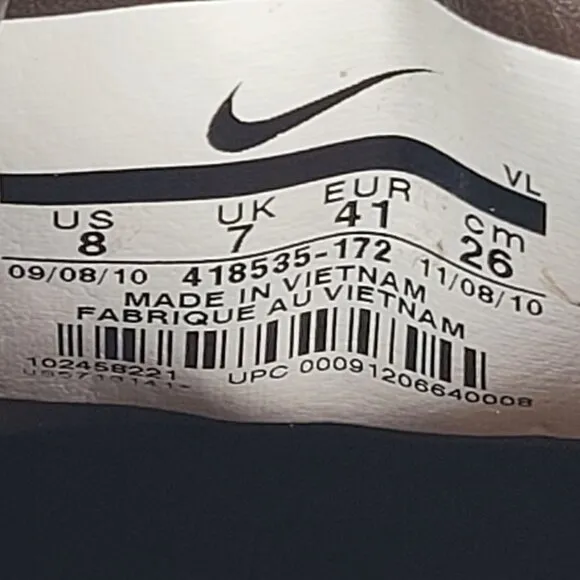 VL
US UK EUR cm
8 7 41 26
09/08/10 418535-172 11/08/10
MADE IN VIETNAM
FABRIQUE AU VIETNAM
102458221 UPC 00091206640008